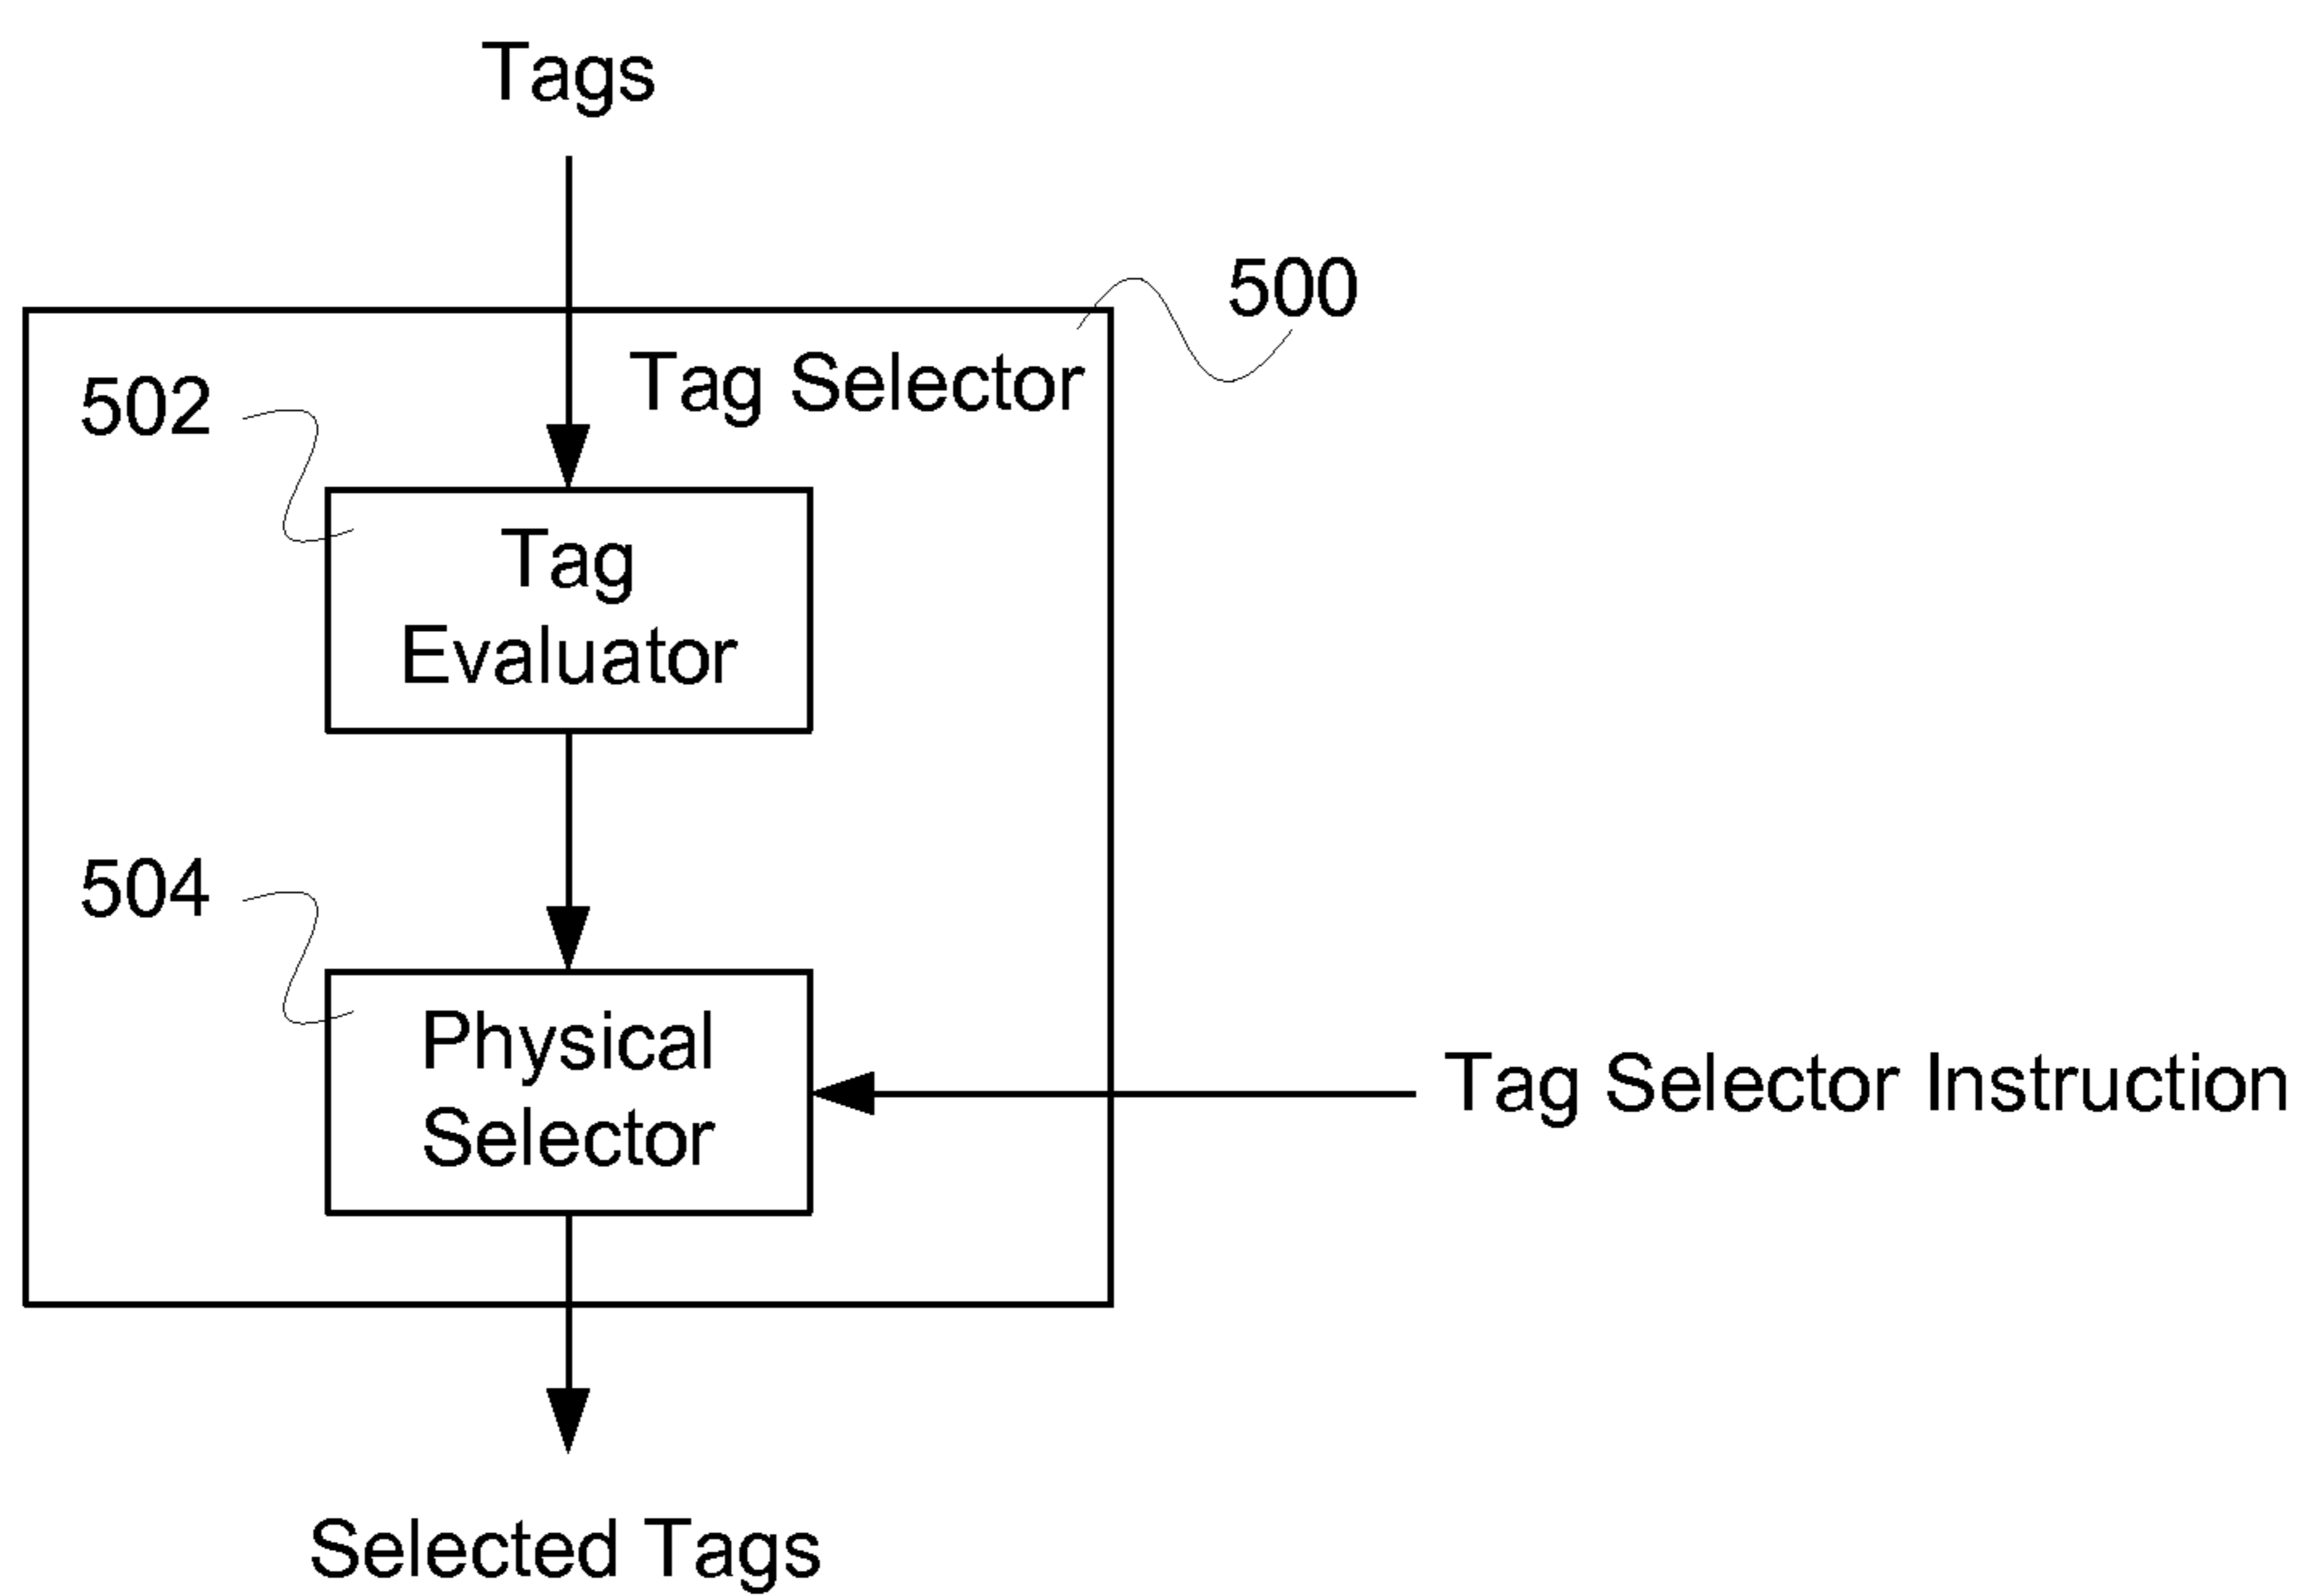 Tags
500
Tag Selector
502
Tag
Evaluator
504
Physical
Selector
Tag Selector Instruction
Selected Tags